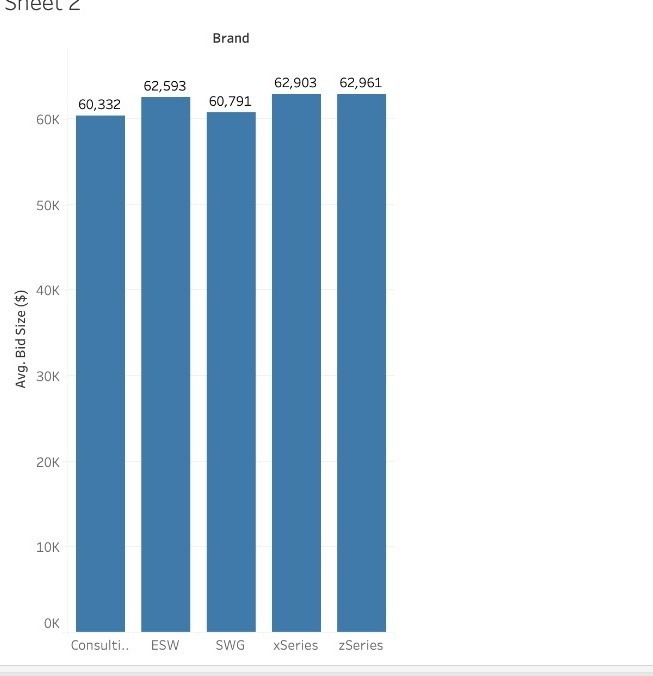 Sheet 2
Brand
60,332
62,593
60,791
62,903
62,961
60K
50K
40K
30K
20K
10K
0K
Avg. Bid Size ($)
Consulti..
ESW
SWG
xSeries
zSeries